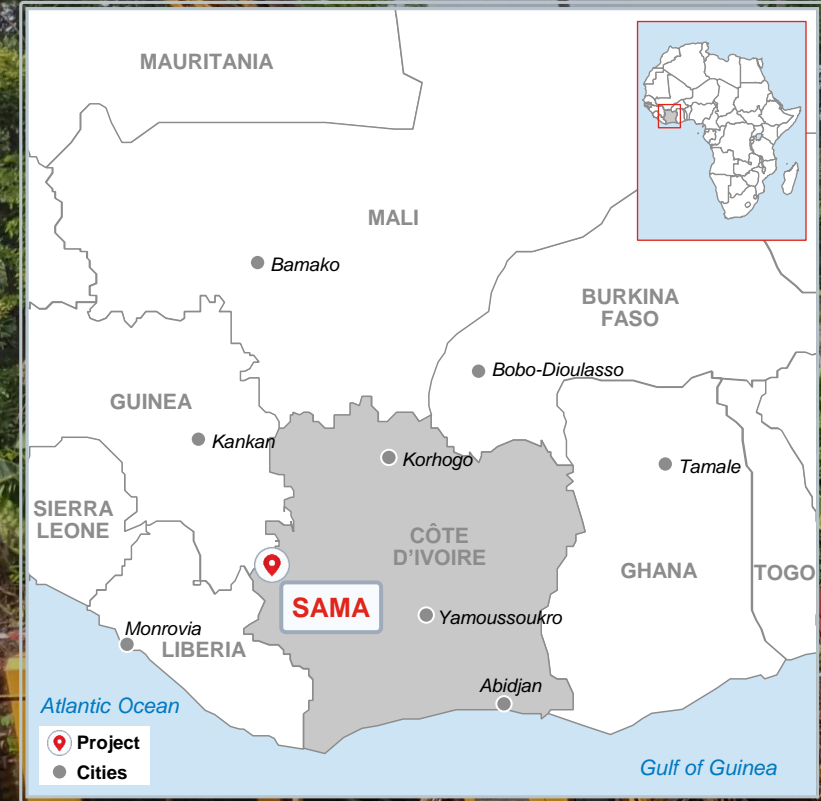 MAURITANIA
MALI
Bamako
BURKINA
FASO
Bobo-Dioulasso
GUINEA
Kankan
Korhogo
Tamale
SIERRA
LEONE
CÔTE
D'IVOIRE
GHANA
TOGO
SAMA
Yamoussoukro
Monrovia
LIBERIA
Abidjan
Atlantic Ocean
Project
Cities
Gulf of Guinea